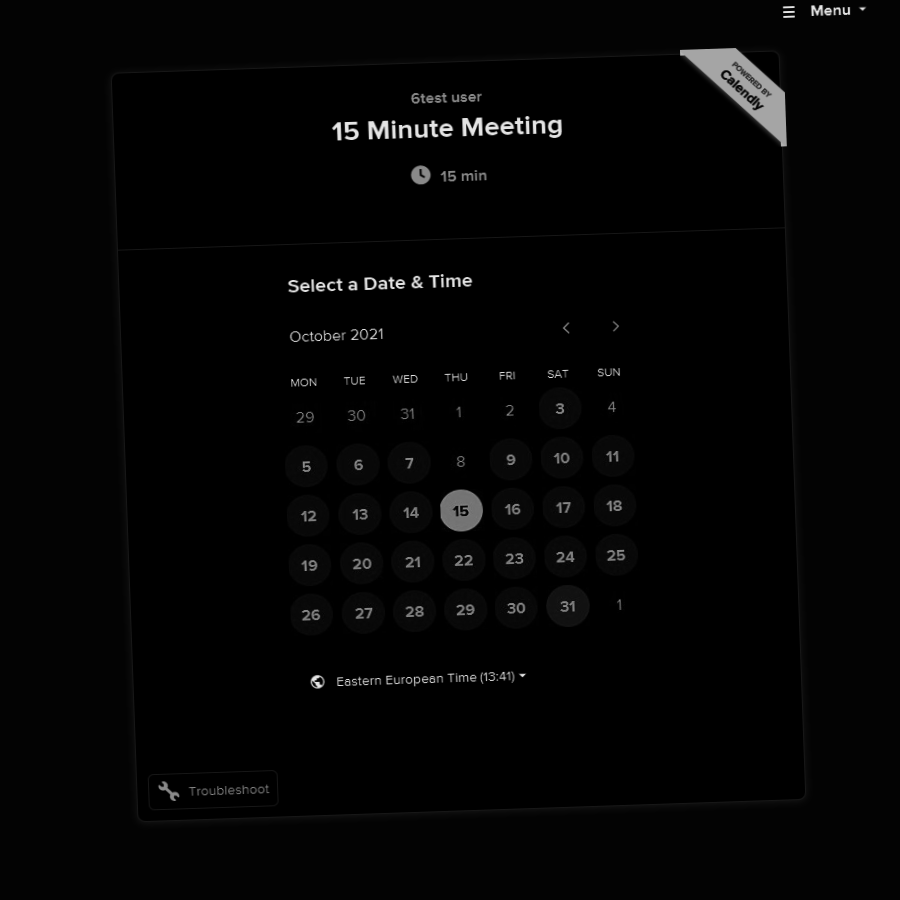 Menu
POWERED BY
Calendly
6test user
15 Minute Meeting
15 min
Select a Date & Time
October 2021
MON TUE WED THU FRI SAT SUN
29 30 31 1 2 3 4
5 6 7 8 9 10 11
12 13 14 15 16 17 18
19 20 21 22 23 24 25
26 27 28 29 30 31 1
Eastern European Time (13:41)
Troubleshoot